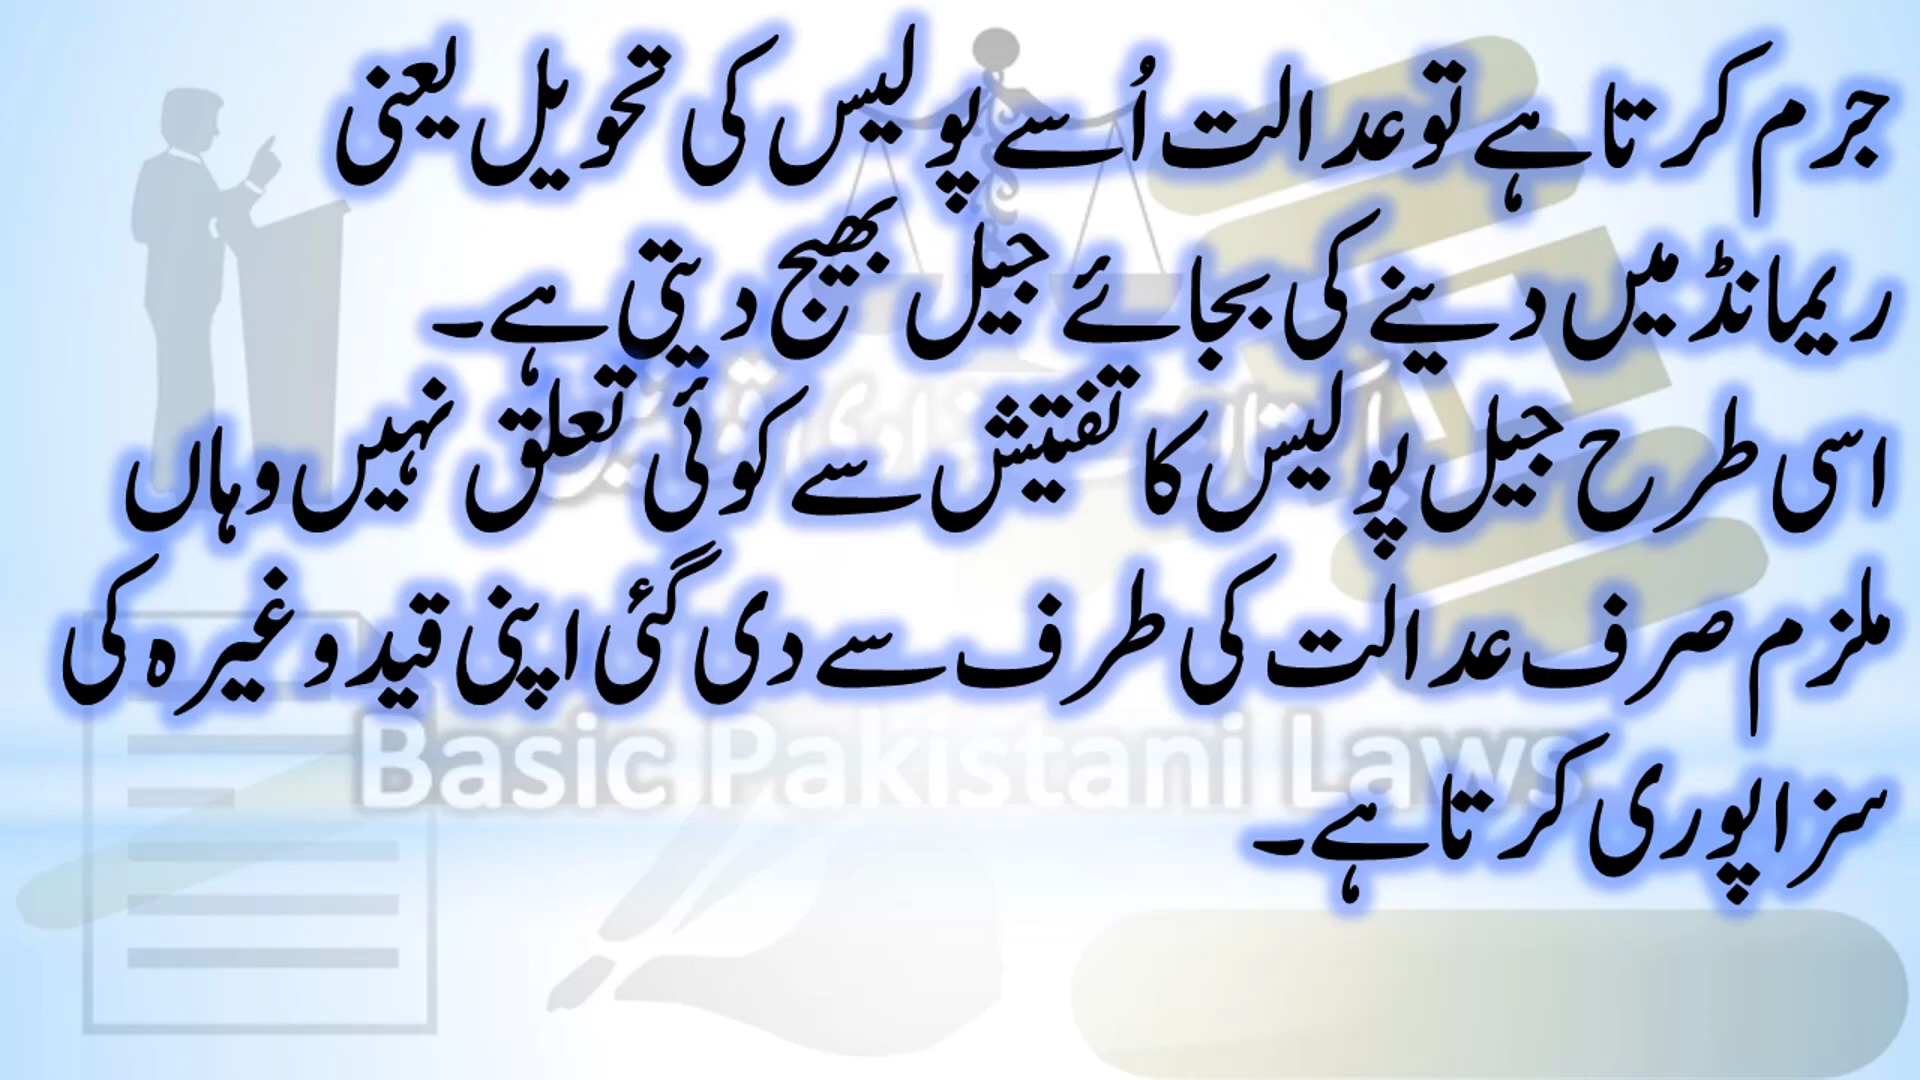 جرم کرتا ہے تو عدالت اُسے پولیس کی تحویل یعنی
ریمانڈ میں دینے کی بجائے جیل بھیج دیتی ہے۔
اسی طرح جیل پولیس کا تفتیش سے کوئی تعلق نہیں وہاں
ملزم صرف عدالت کی طرف سے دی گئی اپنی قید وغیرہ کی
Basic Pakistani Laws
سزا پوری کرتا ہے۔